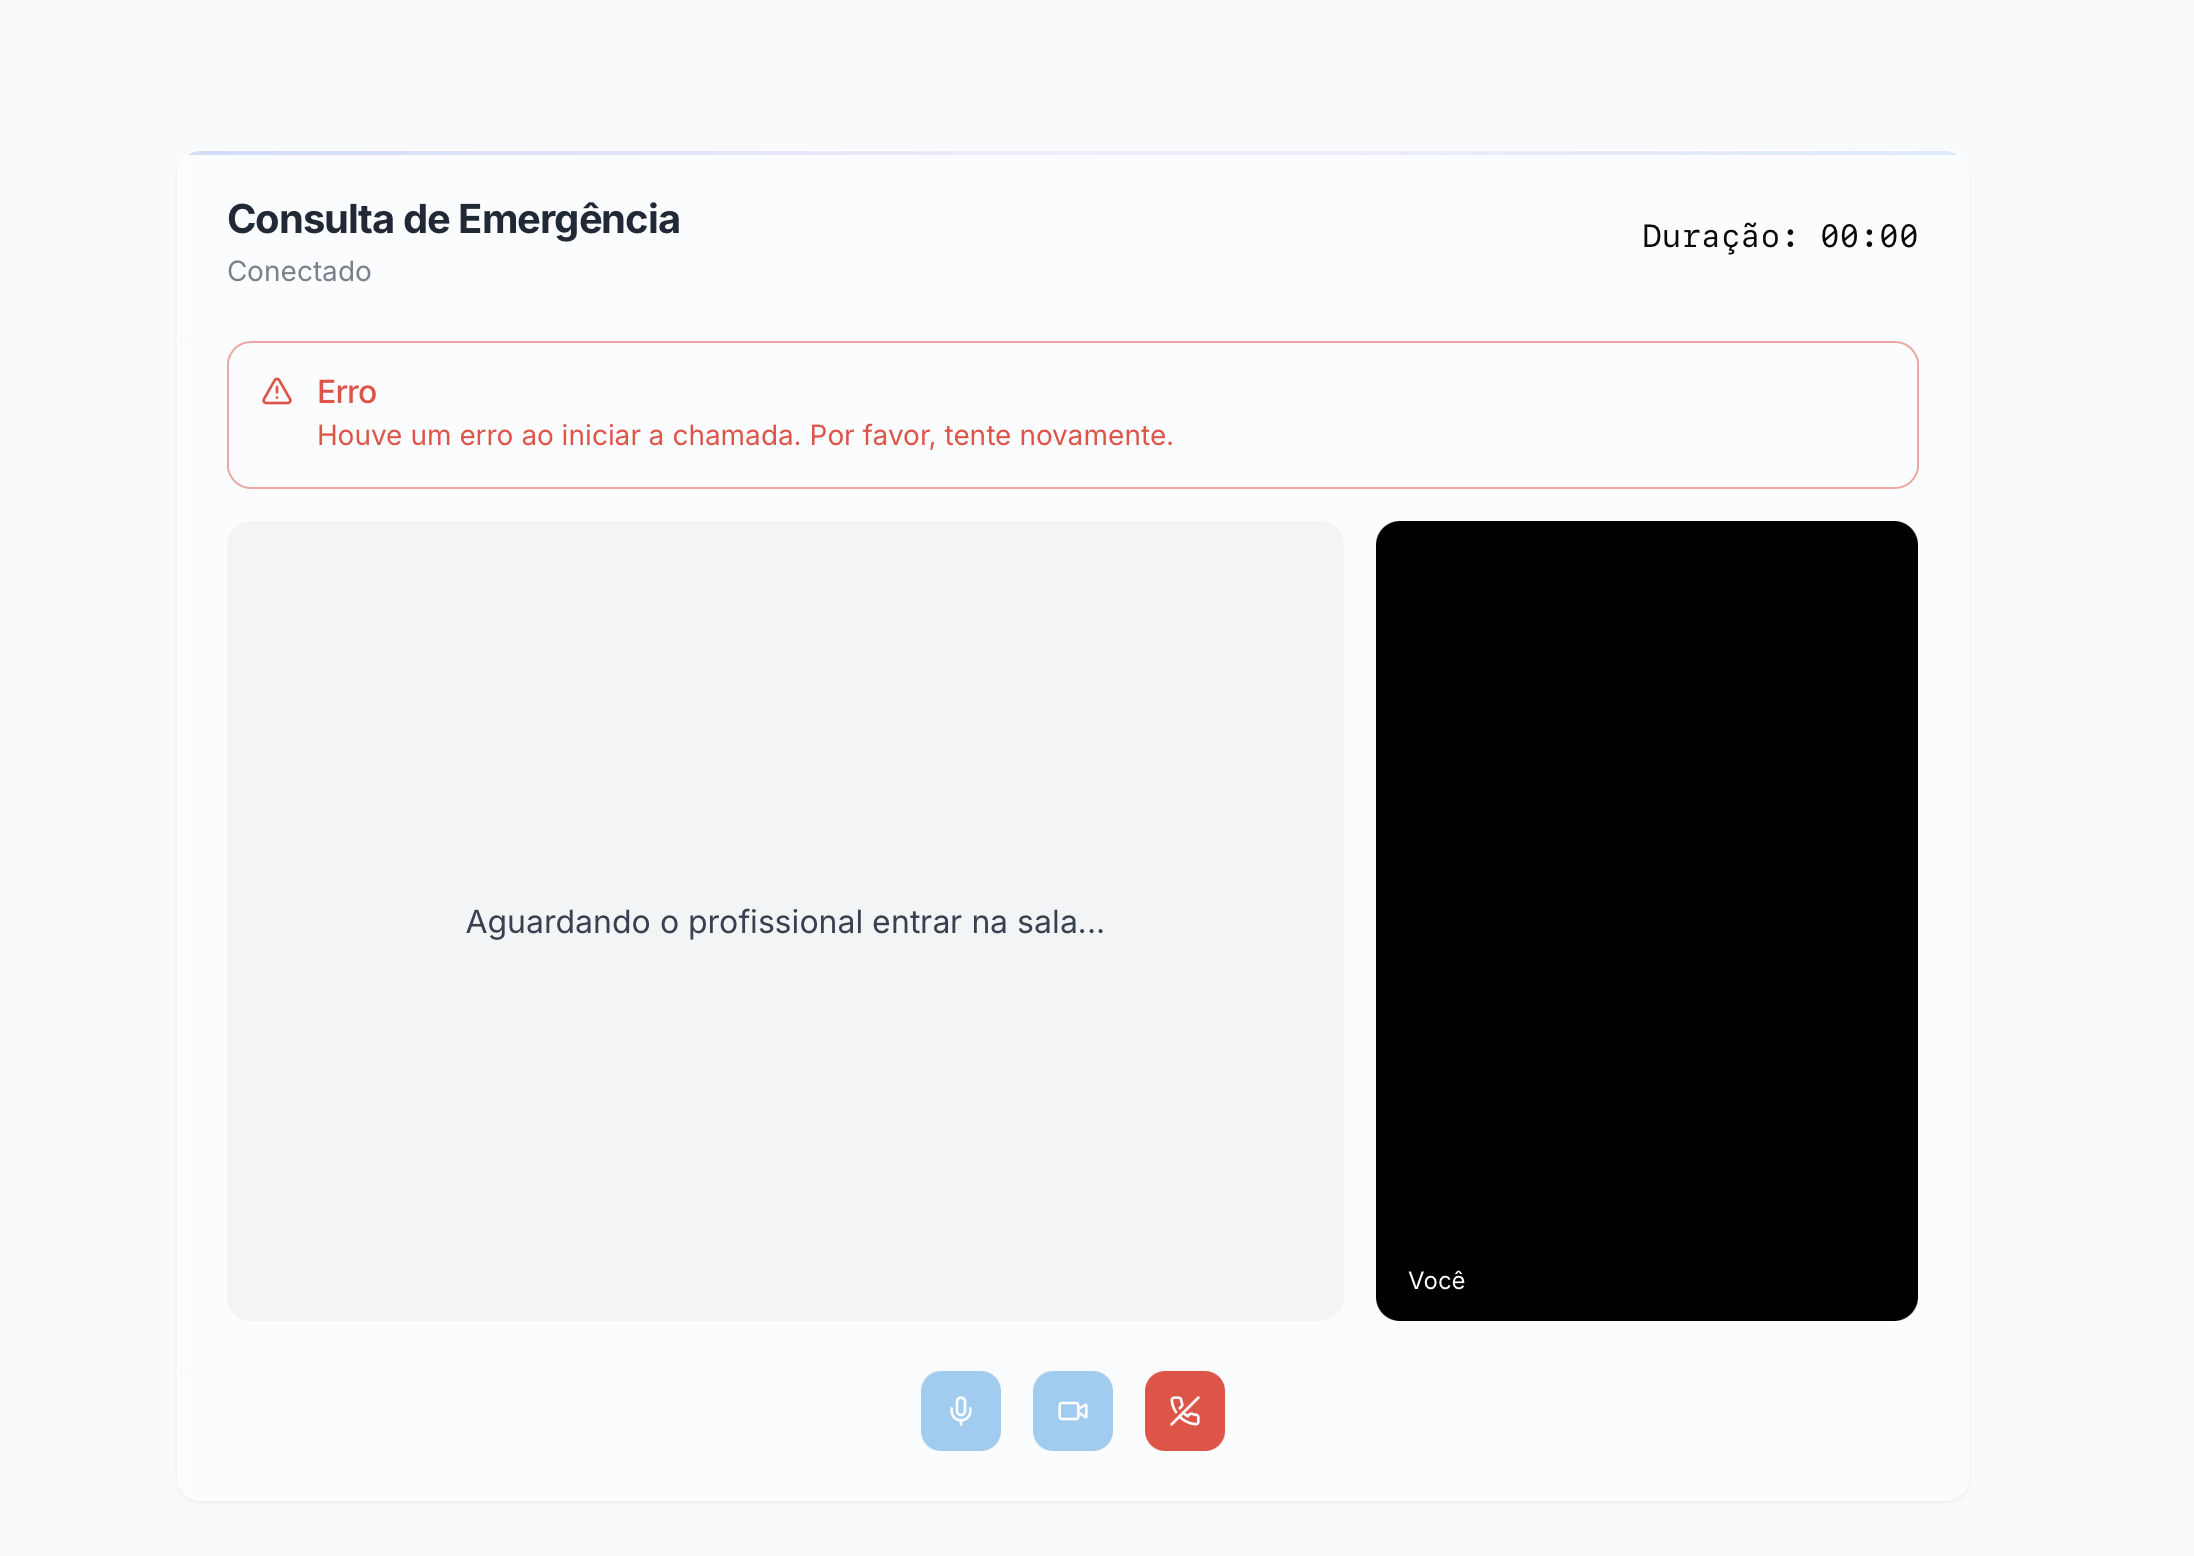 Consulta de Emergência
Conectado
Duração: 00:00
Erro
Houve um erro ao iniciar a chamada. Por favor, tente novamente.
Aguardando o profissional entrar na sala...
Você